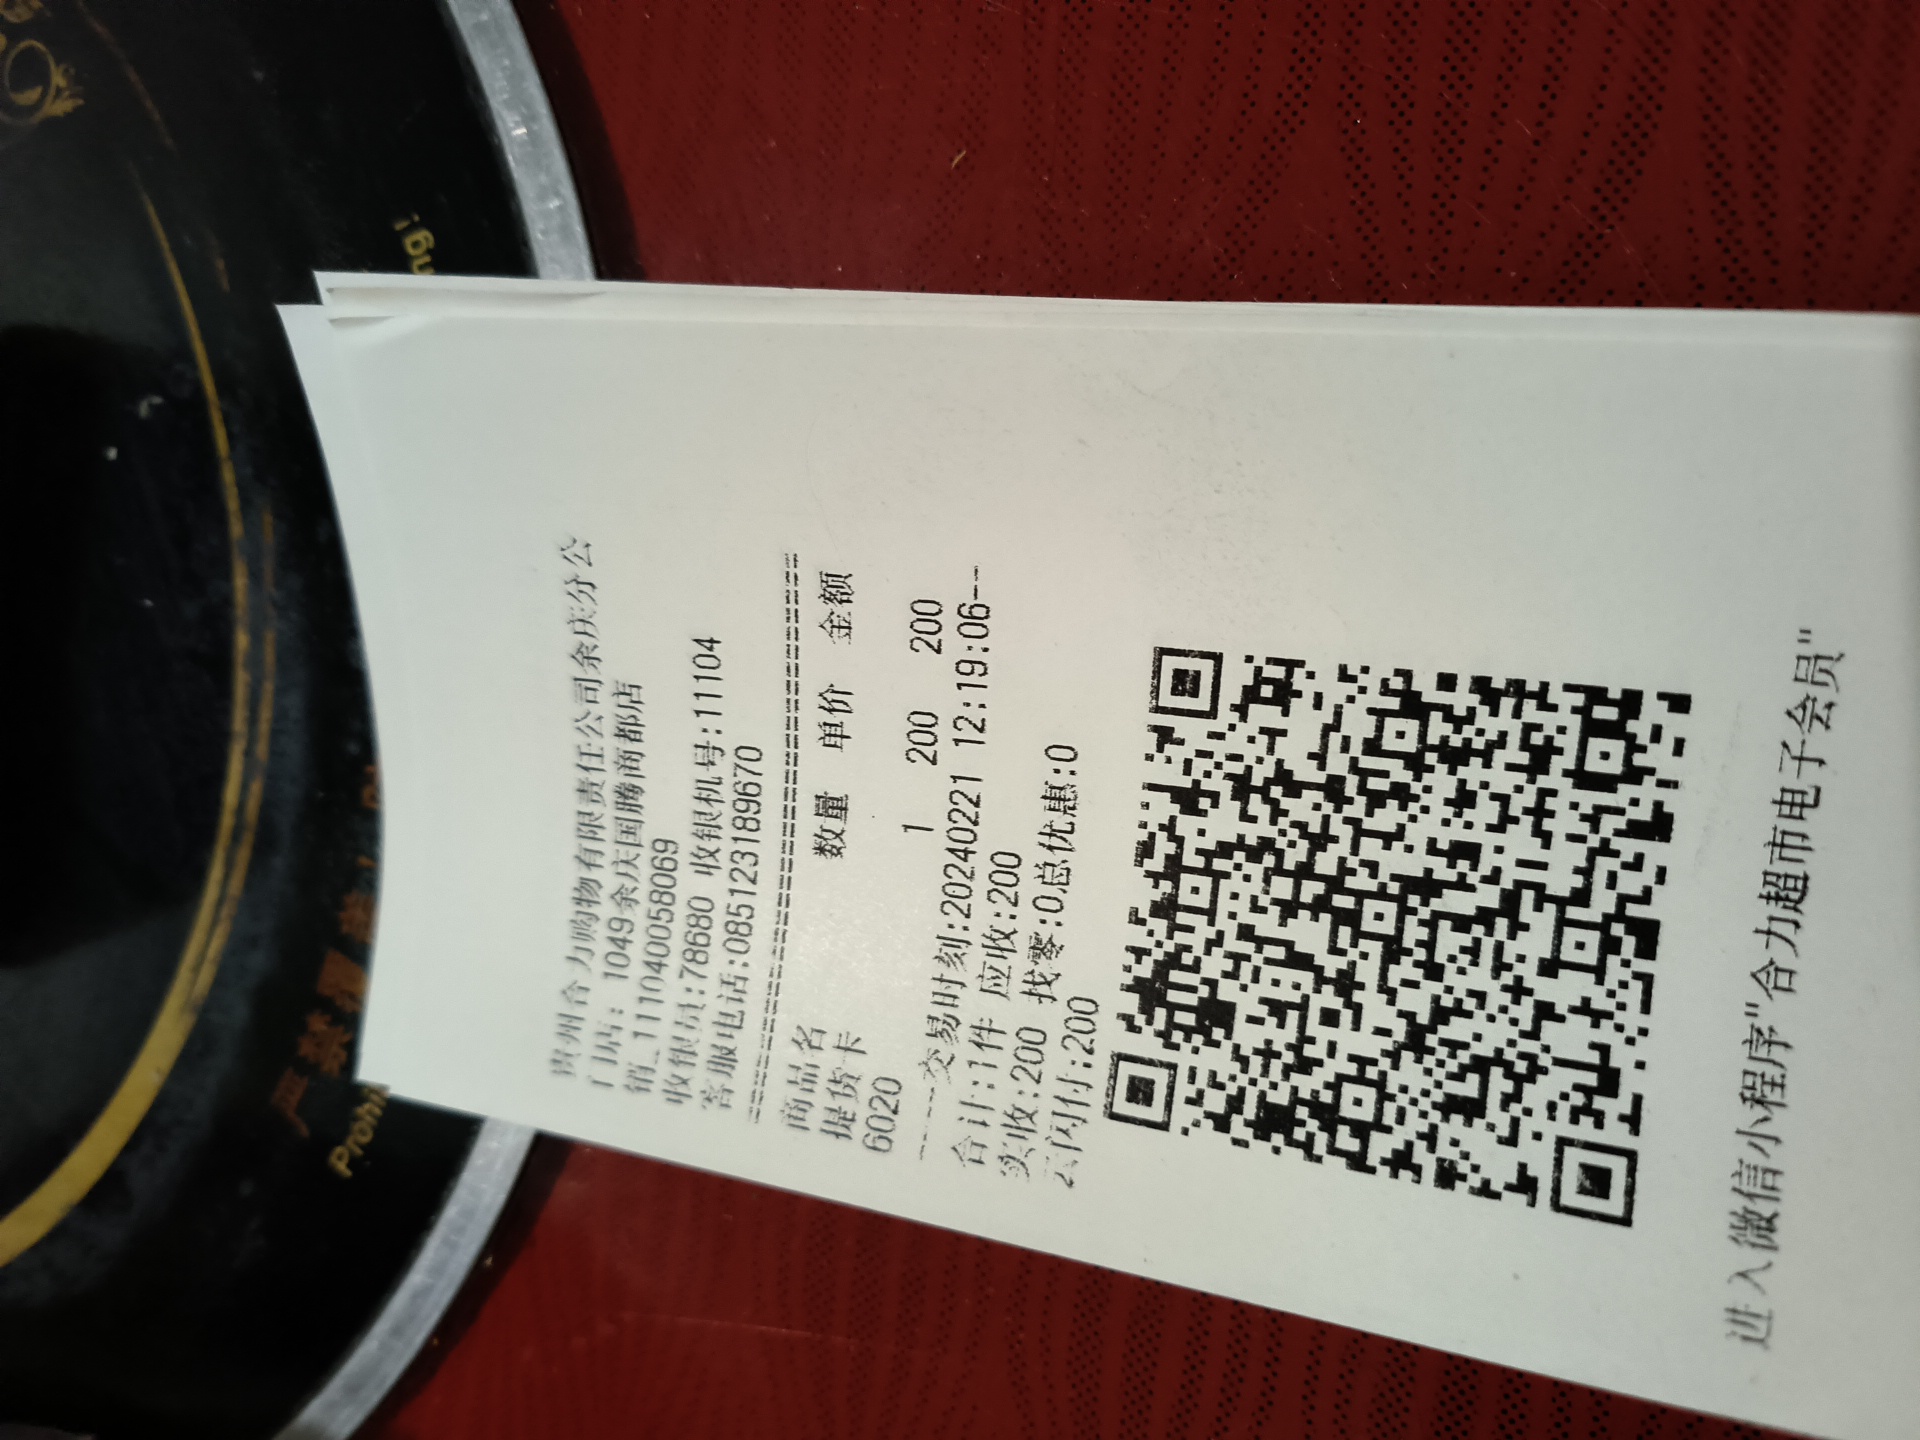 贵州合力购物有限责任公司余庆分公
门店: 1049余庆国腾商都店
销_111040058069
收银员:78680 收银机号:11104
客服电话:085123189670
商品名 数量 单价 金额
提货卡
6020 1 200 200
-----交易时刻:20240221 12:19:06---
合计:1件 应收:200
实收:200 找零:0总优惠:0
云闪付:200
进入微信小程序"合力超市电子会员"
严禁
Prohi
ngi